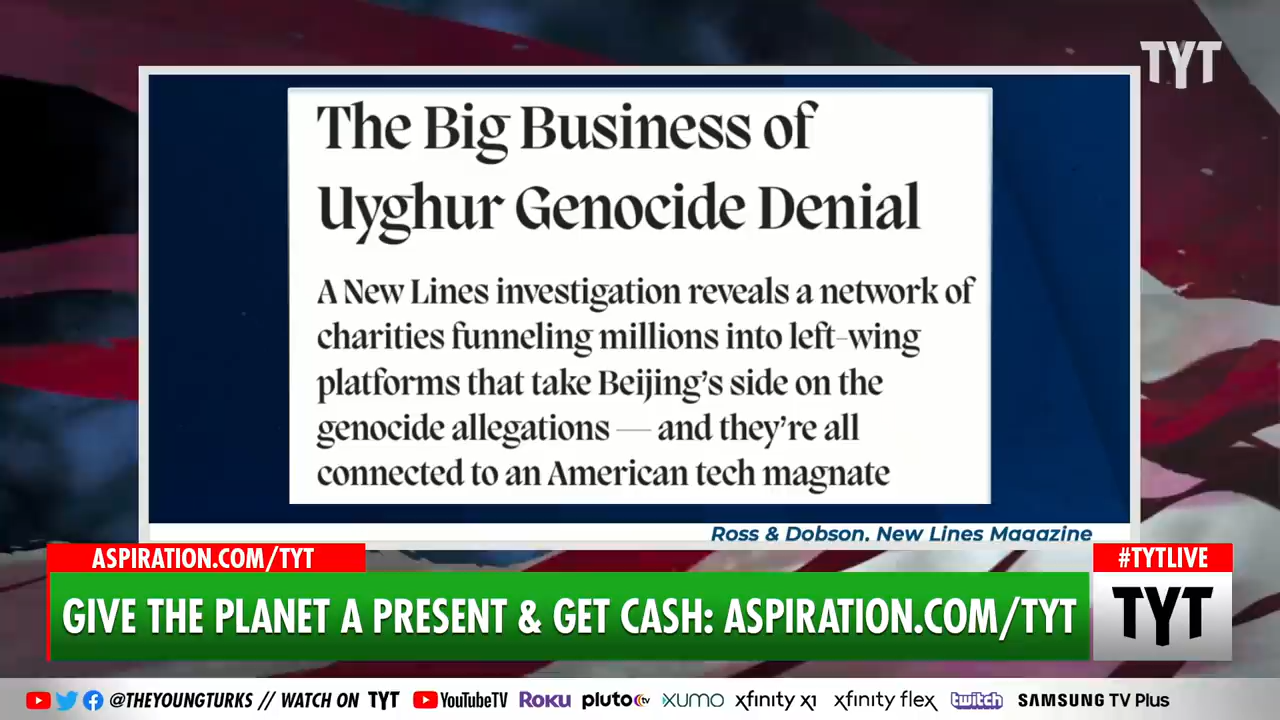 TYT
The Big Business of
Uyghur Genocide Denial
A New Lines investigation reveals a network of
charities funneling millions into left-wing
platforms that take Beijing's side on the
genocide allegations — and they're all
connected to an American tech magnate
Ross & Dobson, New Lines Magazine
ASPIRATION.COM/TYT
#TYTLIVE
GIVE THE PLANET A PRESENT & GET CASH: ASPIRATION.COM/TYT
TYT
@THEYOUNGTURKS // WATCH ON TYT YouTubeTV ROKU pluto tv XUMO xfinity x1 xfinity flex twitch SAMSUNG TV Plus